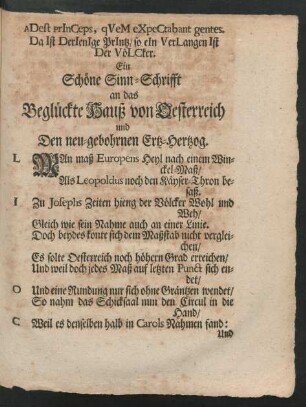 ADest PrInCeps, qVeM eXpeCtabant gentes.
Da Ist DerIenIge PrIntz/ so eIn VerLangen Ist
Der VöLCker.
Ein
Schöne Sinn-Schrifft
an das
Beglückte Hauß von Oesterreich
und
Den neu-gebohrnen Ertz-Hertzog.
L MAn maß Europens Heyl nach einem Win-
ckel-Maß/
Als Leopoldus noch den Käyser-Thron be-
saß.
I Zu Josephs Zeiten hieng der Völcker Wohl und
Weh/
Gleich wie sein Nahme auch an einer Linie.
Doch beydes konte sich dem Maßstab nicht verglei-
chen/
Es solte Oesterreich noch höhern Grad erreichen/
Und weil doch jedes Maß auf letzten Punct sich en-
det/
O Und eine Rundung nur sich ohne Gräntzen wendet/
So nahm das Schicksaal nun den Circul in die
Hand/
C Weil es denselben halb in Carols Nahmen fand:
Und